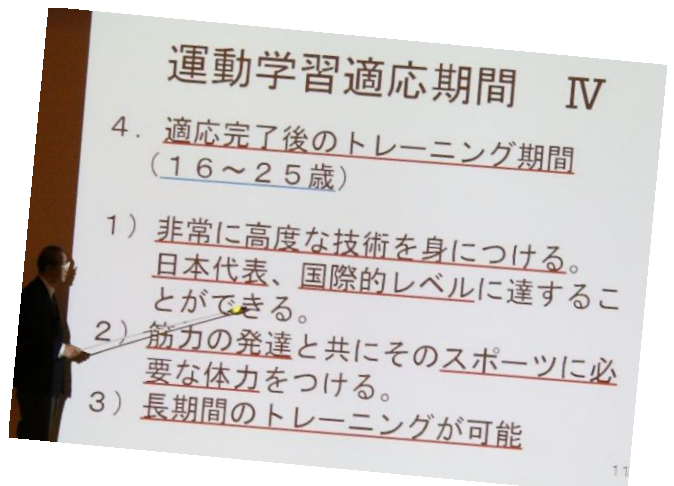 運動学習適応期間　Ⅳ
４．適応完了後のトレーニング期間
（１６～２５歳）
１）非常に高度な技術を身につける。
日本代表、国際的レベルに達するこ
とができる。
２）筋力の発達と共にそのスポーツに必
要な体力をつける。
３）長期間のトレーニングが可能
11